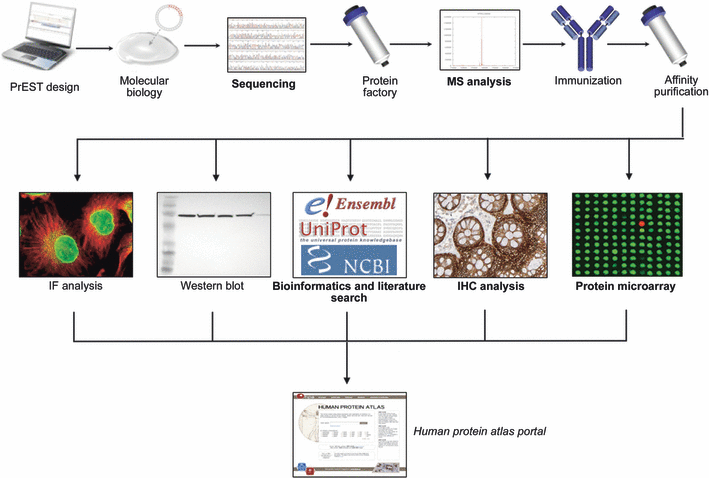 PrEST design
Molecular
biology
Sequencing
Protein
factory
MS analysis
Immunization
Affinity
purification
e! Ensembl
UniProt
the universal protein knowledgebase
NCBI
IF analysis
Western blot
Bioinformatics and literature
search
IHC analysis
Protein microarray
HUMAN PROTEIN ATLAS
Human protein atlas portal